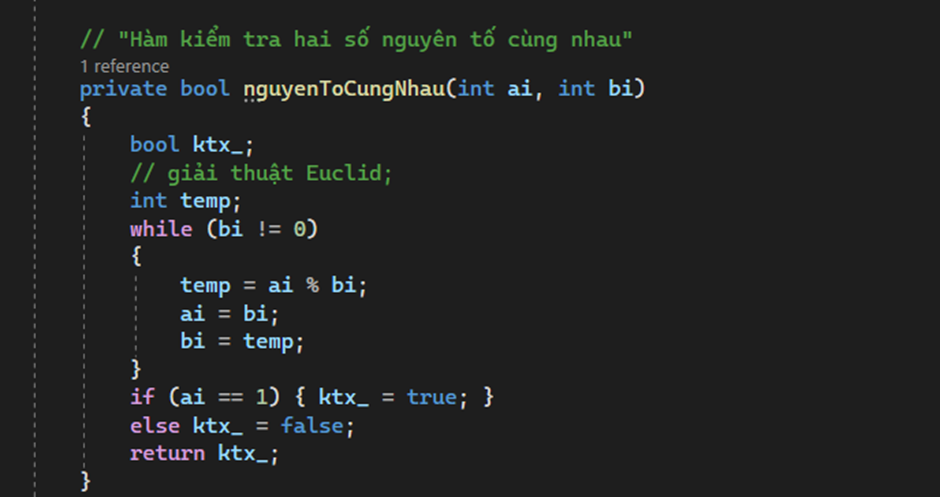 // "Hàm kiểm tra hai số nguyên tố cùng nhau"
1 reference
private bool nguyenToCungNhau(int ai, int bi)
{
bool ktx_;
// giải thuật Euclid;
int temp;
while (bi != 0)
{
temp = ai % bi;
ai = bi;
bi = temp;
}
if (ai == 1) { ktx_ = true; }
else ktx_ = false;
return ktx_;
}